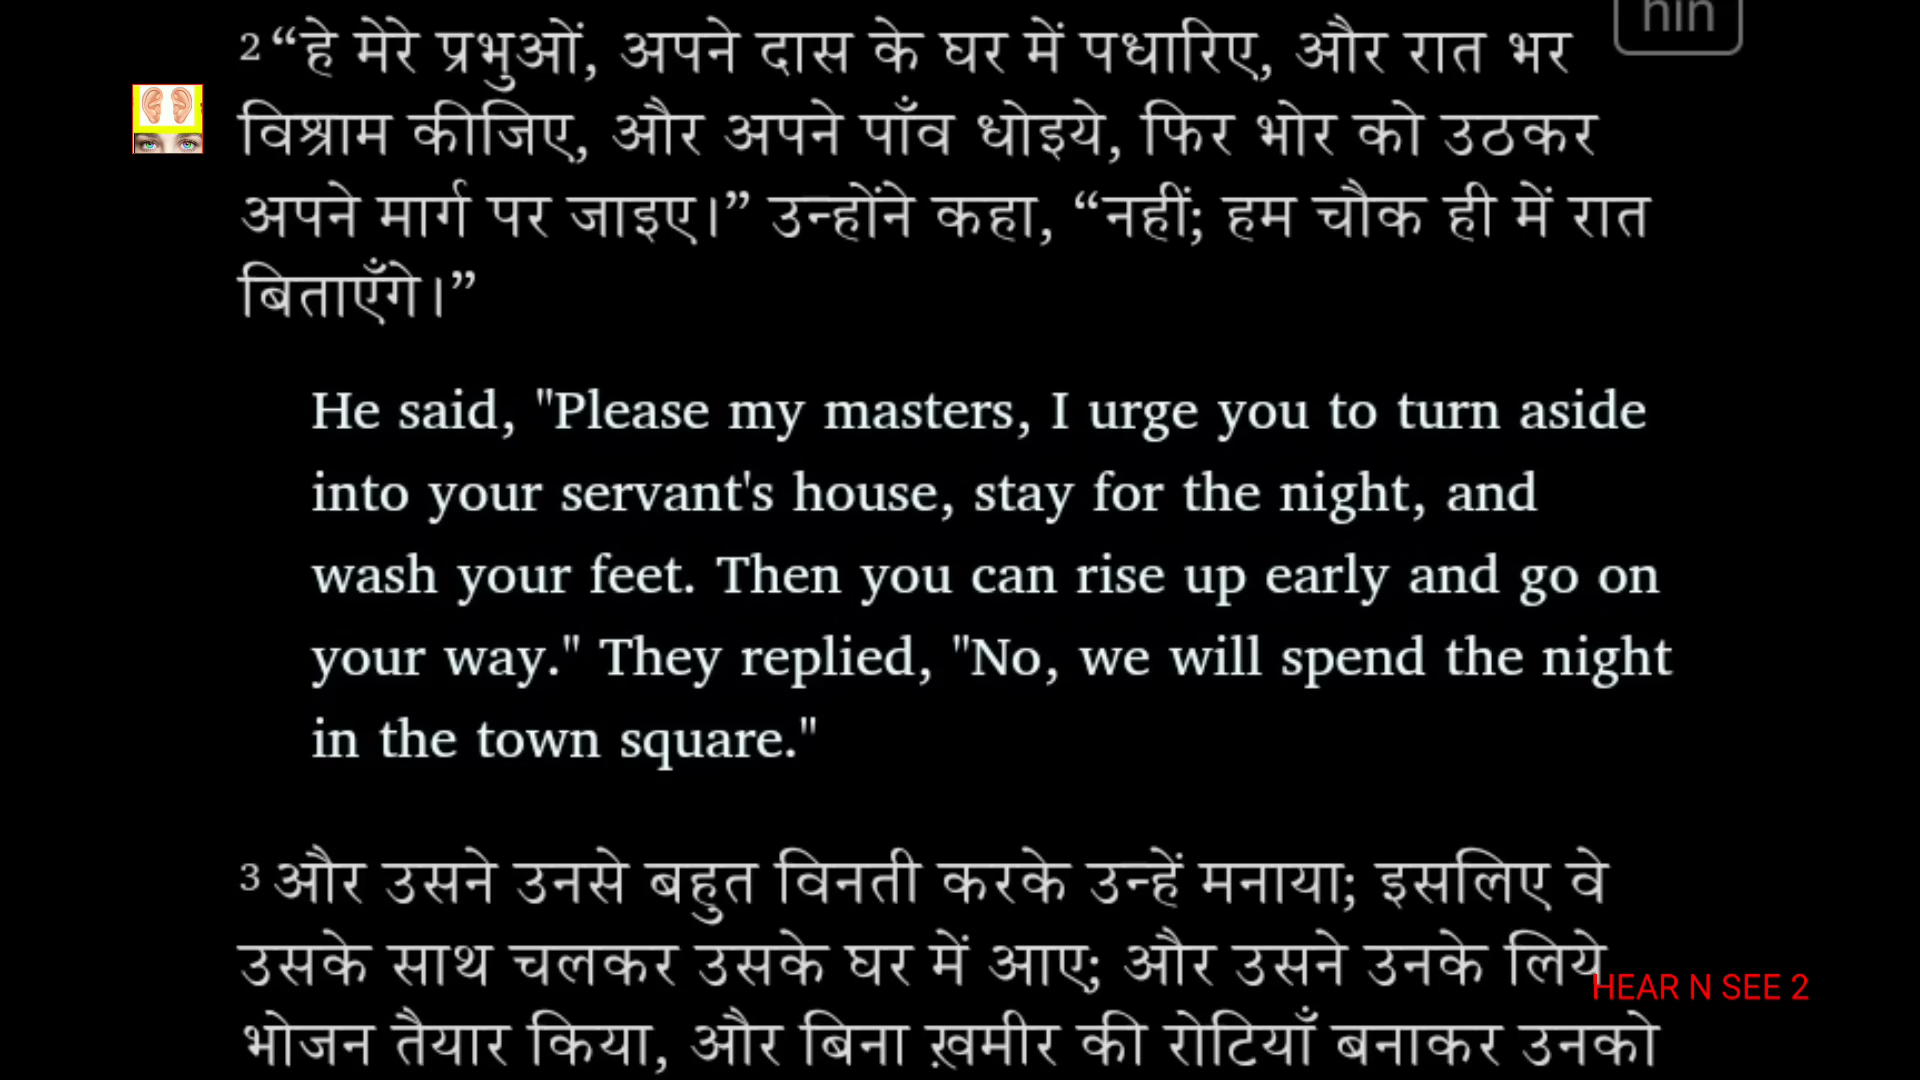 hin
2 “हे मेरे प्रभुओं, अपने दास के घर में पधारिए, और रात भर
विश्राम कीजिए, और अपने पाँव धोइये, फिर भोर को उठकर
अपने मार्ग पर जाइए।” उन्होंने कहा, “नहीं; हम चौक ही में रात
बिताएँगे।”
He said, "Please my masters, I urge you to turn aside
into your servant's house, stay for the night, and
wash your feet. Then you can rise up early and go on
your way." They replied, "No, we will spend the night
in the town square."
3 और उसने उनसे बहुत विनती करके उन्हें मनाया; इसलिए वे
उसके साथ चलकर उसके घर में आए; और उसने उनके लिये
HEAR N SEE 2
भोजन तैयार किया, और बिना ख़मीर की रोटियाँ बनाकर उनको